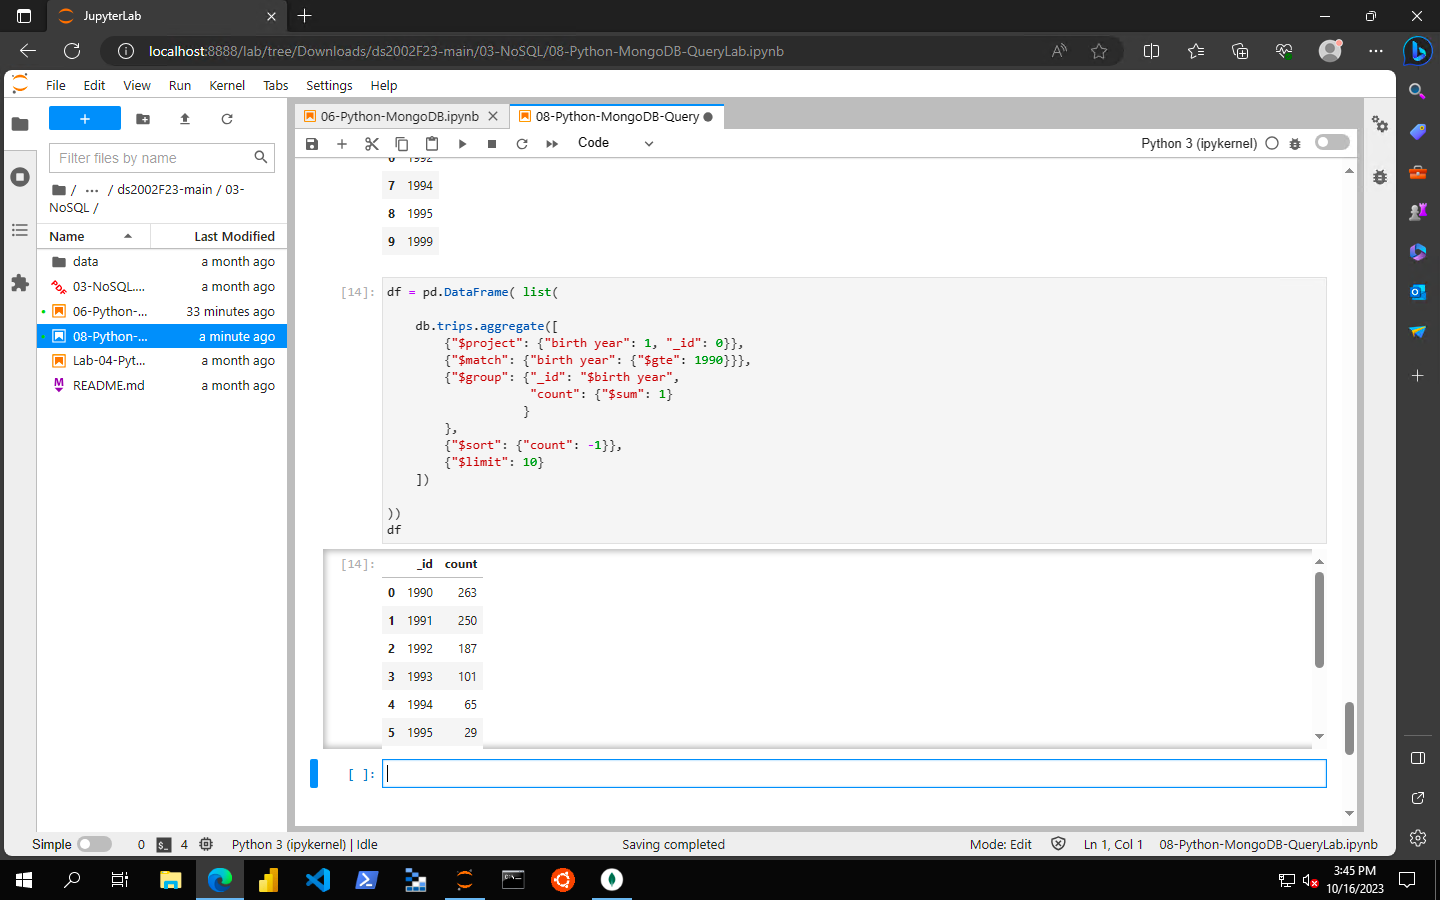 JupyterLab
localhost:8888/lab/tree/Downloads/ds2002F23-main/03-NoSQL/08-Python-MongoDB-QueryLab.ipynb
File Edit View Run Kernel Tabs Settings Help
06-Python-MongoDB.ipynb
08-Python-MongoDB-Query
Filter files by name
Code
Python 3 (ipykernel)
/ ... / ds2002F23-main / 03-
NoSQL /
Name Last Modified
data a month ago
03-NoSQL.... a month ago
06-Python-... 33 minutes ago
08-Python-... a minute ago
Lab-04-Pyt... a month ago
README.md a month ago
6 1992
7 1994
8 1995
9 1999
[14]: df = pd.DataFrame( list(
db.trips.aggregate([
{"$project": {"birth year": 1, "_id": 0}},
{"$match": {"birth year": {"$gte": 1990}}},
{"$group": {"_id": "$birth year",
"count": {"$sum": 1}
}
},
{"$sort": {"count": -1}},
{"$limit": 10}
])
))
df
[14]: _id count
0 1990 263
1 1991 250
2 1992 187
3 1993 101
4 1994 65
5 1995 29
[ ]:
Simple 0 4 Python 3 (ipykernel) | Idle Saving completed Mode: Edit Ln 1, Col 1 08-Python-MongoDB-QueryLab.ipynb
3:45 PM
10/16/2023